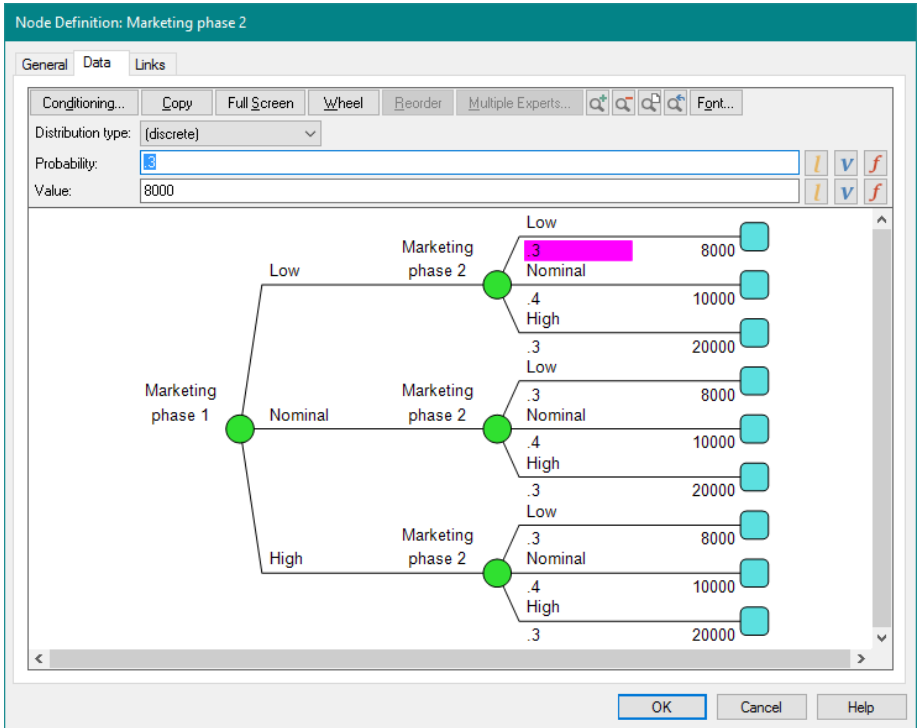 Node Definition: Marketing phase 2
General Data Links
Conditioning... Copy Full Screen Wheel Reorder Multiple Experts... Font...
Distribution type: (discrete)
Probability: .3 l v f
Value: 8000 l v f
Low
Marketing
phase 2
.3 8000
Low
Nominal
.4 10000
High
.3 20000
Low
Marketing
phase 1
Marketing
phase 2
.3 8000
Nominal
Nominal
.4 10000
High
.3 20000
Low
Marketing
phase 2
.3 8000
High
Nominal
.4 10000
High
.3 20000
OK Cancel Help